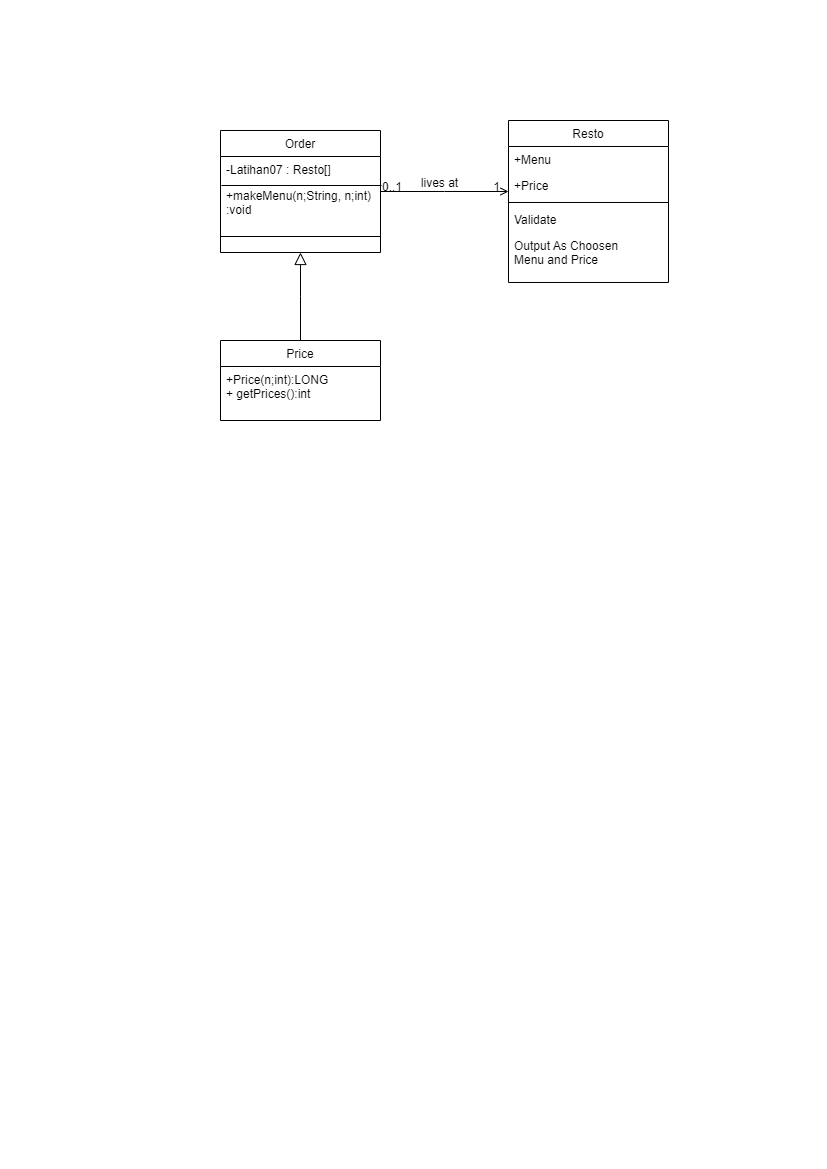 Order
-Latihan07 : Resto[]
+makeMenu(n;String, n;int)
:void
0..1
lives at
1
Resto
+Menu
+Price
Validate
Output As Choosen
Menu and Price
Price
+Price(n;int):LONG
+ getPrices():int